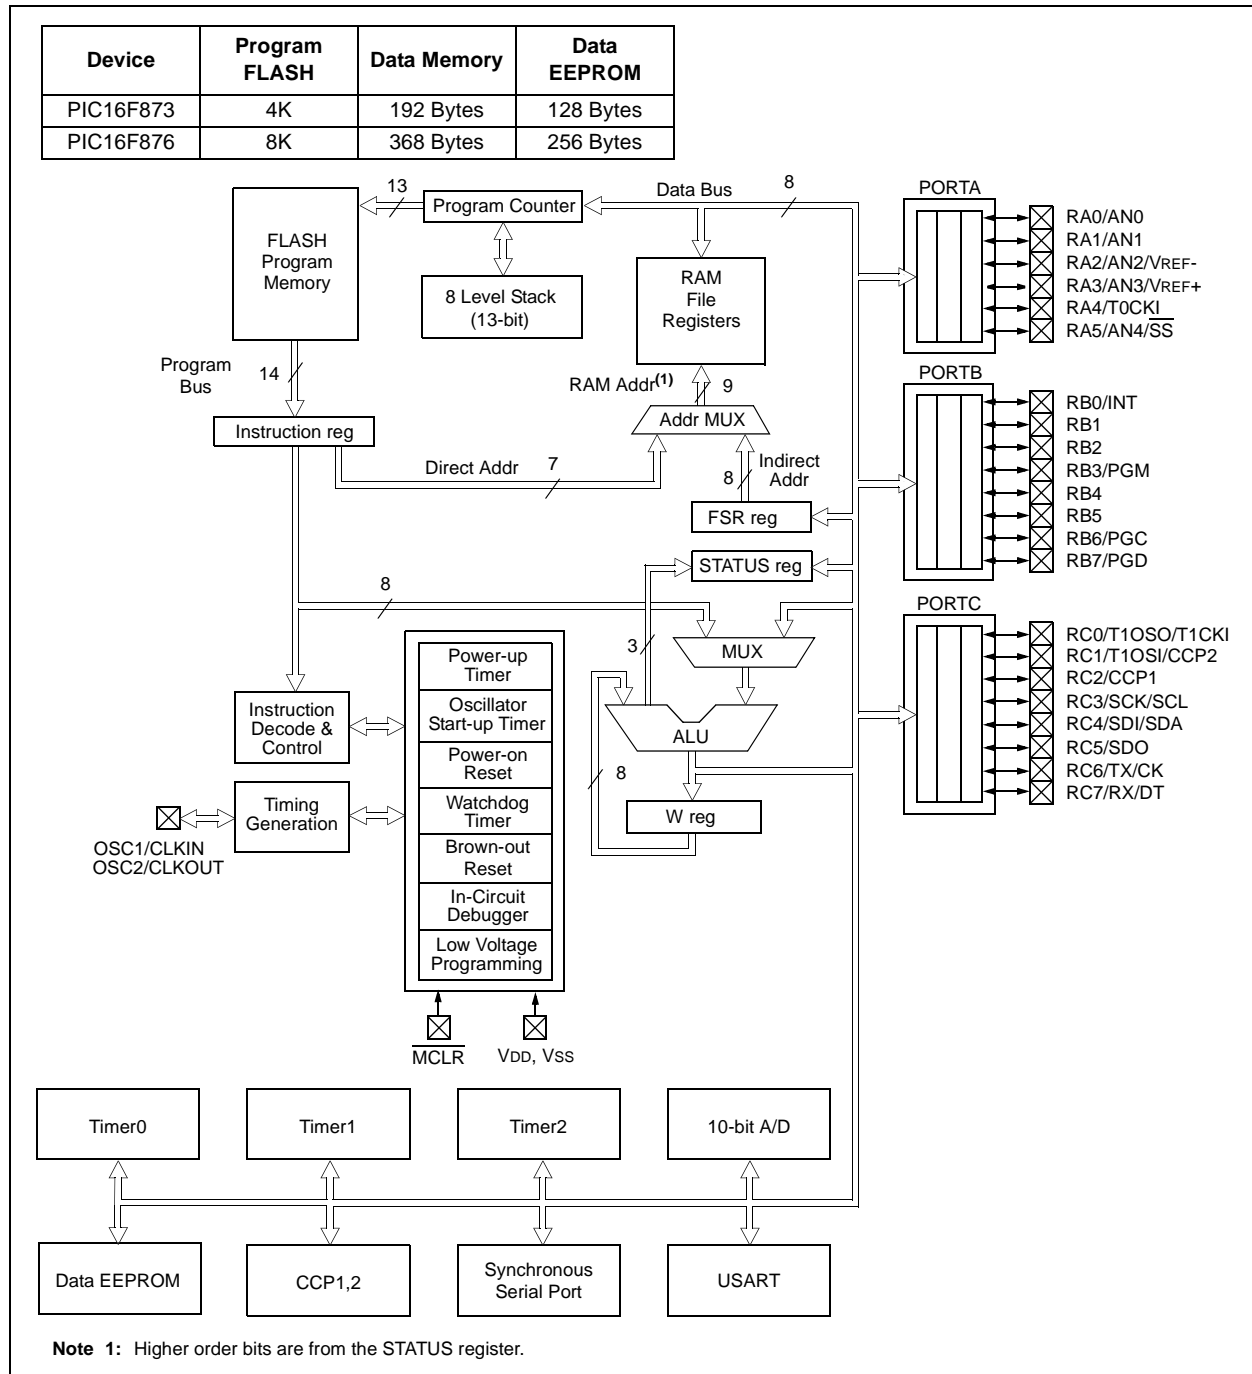 Device Program FLASH Data Memory Data EEPROM
PIC16F873 4K 192 Bytes 128 Bytes
PIC16F876 8K 368 Bytes 256 Bytes
FLASH
Program
Memory
13
Program Counter
Data Bus
8
8 Level Stack
(13-bit)
RAM
File
Registers
Program
Bus
14
RAM Addr(1)
9
Instruction reg
Addr MUX
Direct Addr
7
8
Indirect
Addr
FSR reg
STATUS reg
8
3
MUX
ALU
8
W reg
Power-up
Timer
Oscillator
Start-up Timer
Power-on
Reset
Watchdog
Timer
Brown-out
Reset
In-Circuit
Debugger
Low Voltage
Programming
Instruction
Decode &
Control
Timing
Generation
OSC1/CLKIN
OSC2/CLKOUT
MCLR
VDD, VSS
PORTA
RA0/AN0
RA1/AN1
RA2/AN2/VREF-
RA3/AN3/VREF+
RA4/T0CKI
RA5/AN4/SS
PORTB
RB0/INT
RB1
RB2
RB3/PGM
RB4
RB5
RB6/PGC
RB7/PGD
PORTC
RC0/T1OSO/T1CKI
RC1/T1OSI/CCP2
RC2/CCP1
RC3/SCK/SCL
RC4/SDI/SDA
RC5/SDO
RC6/TX/CK
RC7/RX/DT
Timer0
Timer1
Timer2
10-bit A/D
Data EEPROM
CCP1,2
Synchronous
Serial Port
USART
Note 1: Higher order bits are from the STATUS register.